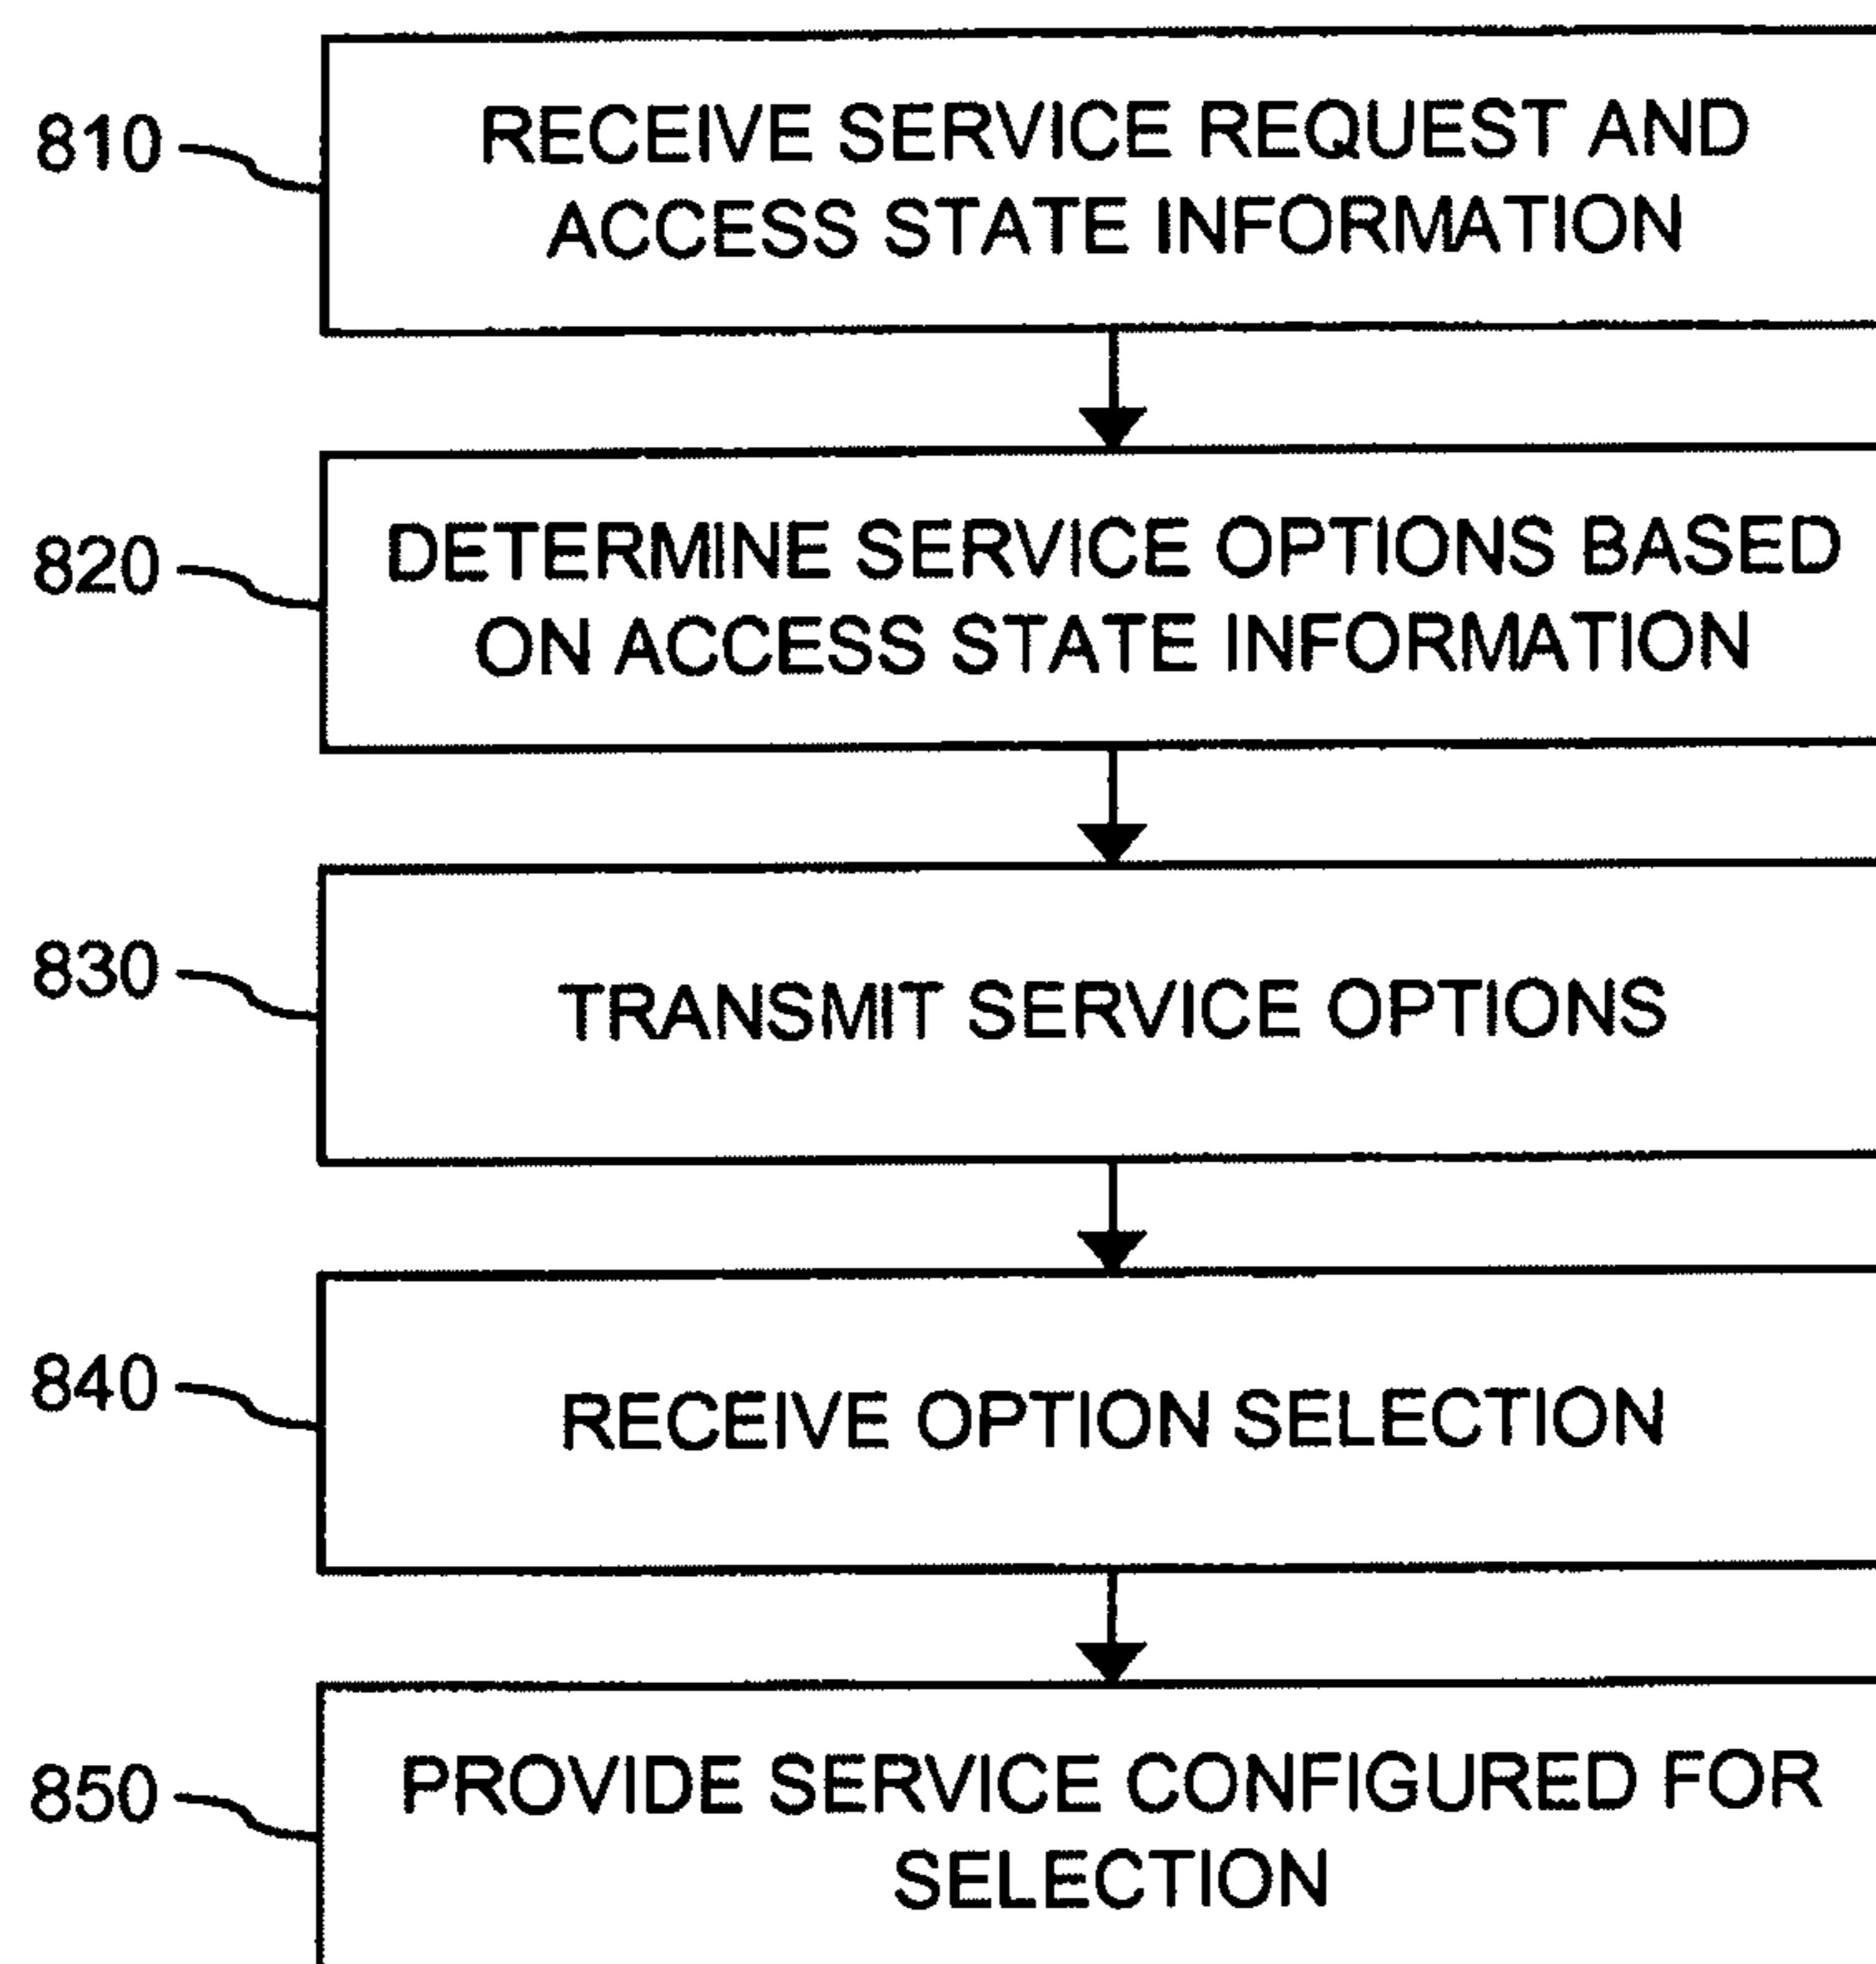 810
RECEIVE SERVICE REQUEST AND
ACCESS STATE INFORMATION
820
DETERMINE SERVICE OPTIONS BASED
ON ACCESS STATE INFORMATION
830
TRANSMIT SERVICE OPTIONS
840
RECEIVE OPTION SELECTION
850
PROVIDE SERVICE CONFIGURED FOR
SELECTION